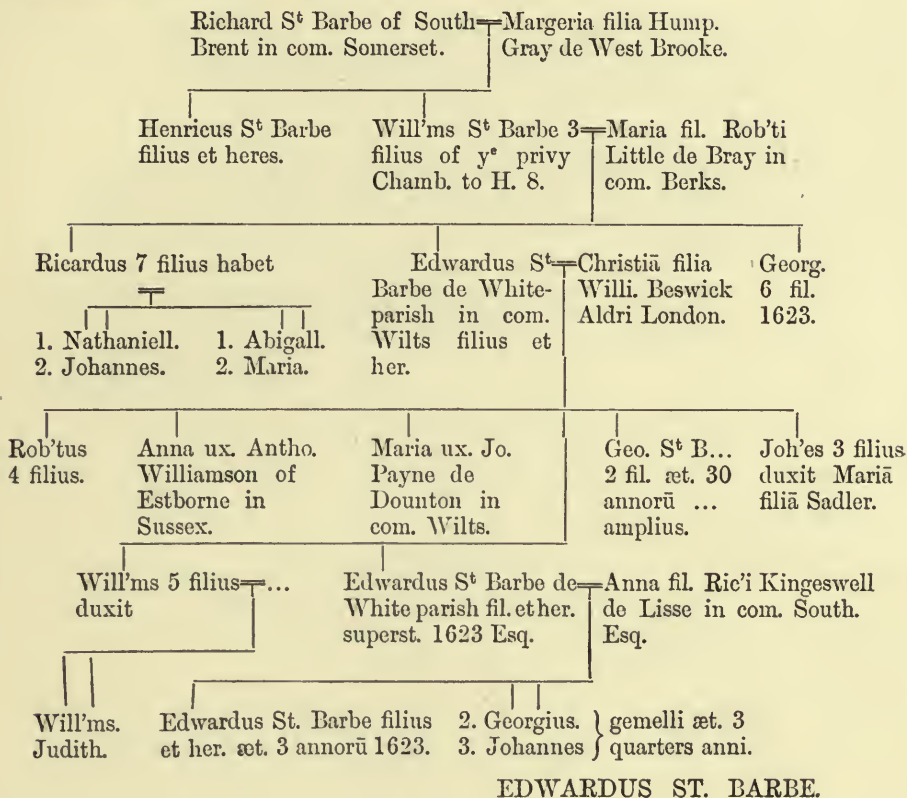 Richard Sᵗ Barbe of South Brent in com. Somerset.
Margeria filia Hump. Gray de West Brooke.
Henricus Sᵗ Barbe
filius et heres.
Will'ms Sᵗ Barbe 3
filius of yᵉ privy
Chamb. to H. 8.
Maria fil. Rob'ti
Little de Bray in
com. Berks.
Ricardus 7 filius habet
1. Nathaniell.
2. Johannes.
1. Abigall.
2. Maria.
Edwardus Sᵗ
Barbe de White-
parish in com.
Wilts filius et
her.
Christiā filia
Willi. Beswick
Aldri London.
Georg.
6 fil.
1623.
Rob'tus
4 filius.
Anna ux. Antho.
Williamson of
Estborne in
Sussex.
Maria ux. Jo.
Payne de
Dounton in
com. Wilts.
Geo. Sᵗ B...
2 fil. æt. 30
annorū ...
amplius.
Joh'es 3 filius
duxit Mariā
filiā Sadler.
Will'ms 5 filius
duxit
...
Edwardus Sᵗ Barbe de
White parish fil. et her.
superst. 1623 Esq.
Anna fil. Ric'i Kingeswell
de Lisse in com. South.
Esq.
Will'ms.
Judith.
Edwardus St. Barbe filius
et her. æt. 3 annorū 1623.
2. Georgius.
3. Johannes
} gemelli æt. 3
quarters anni.
EDWARDUS ST. BARBE.